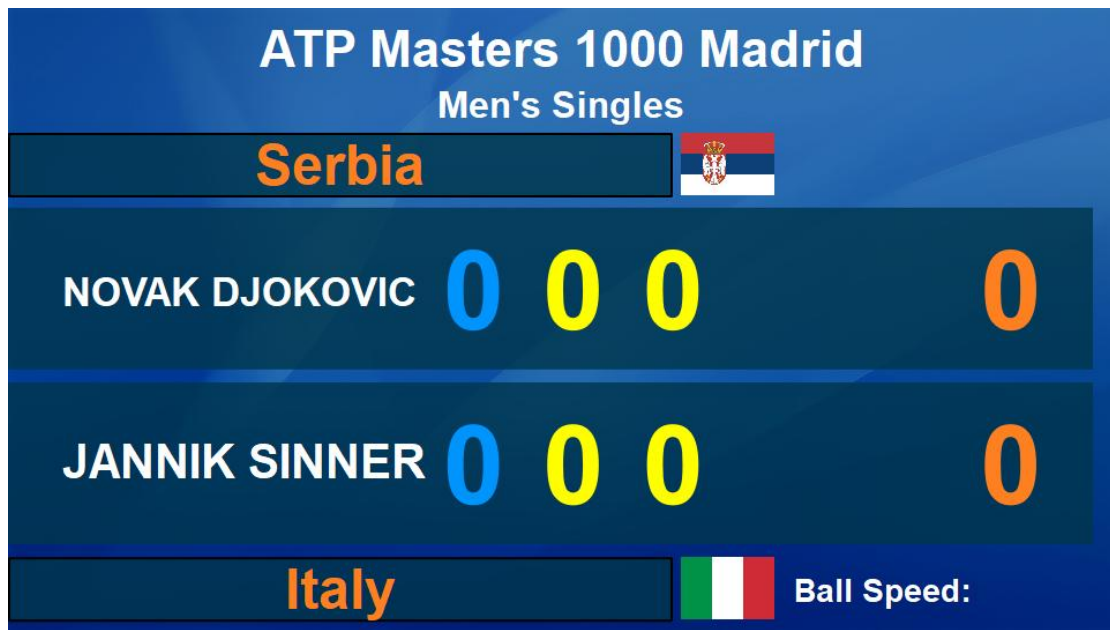 ATP Masters 1000 Madrid
Men's Singles
Serbia
NOVAK DJOKOVIC 0 0 0 0
JANNIK SINNER 0 0 0 0
Italy
Ball Speed: